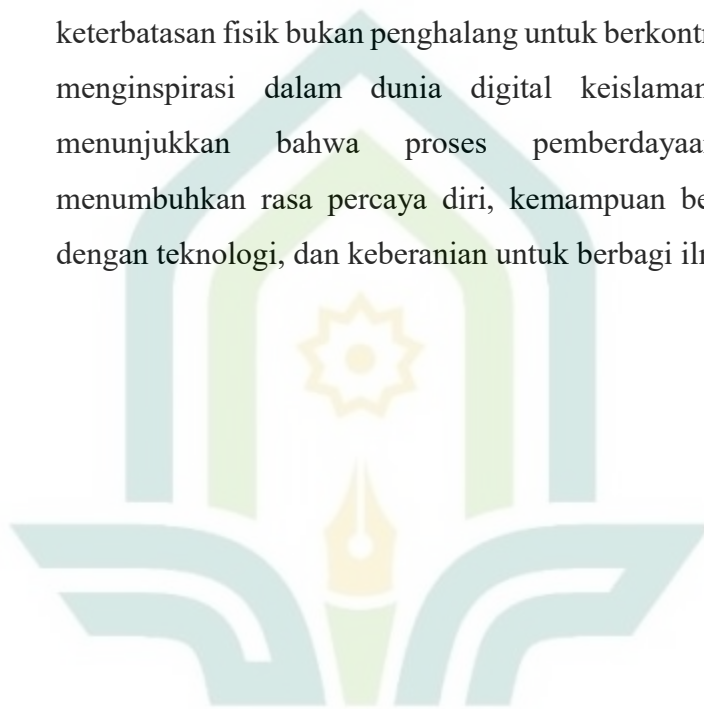 keterbatasan fisik bukan penghalang untuk berkont
menginspirasi dalam dunia digital keislaman
menunjukkan bahwa proses pemberdayaa
menumbuhkan rasa percaya diri, kemampuan be
dengan teknologi, dan keberanian untuk berbagi il